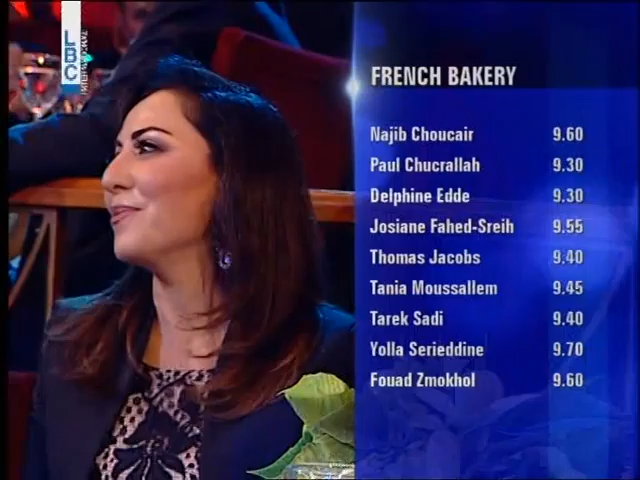 LBC
FRENCH BAKERY
Najib Choucair 9.60
Paul Chucrallah 9.30
Delphine Edde 9.30
Josiane Fahed-Sreih 9.55
Thomas Jacobs 9.40
Tania Moussallem 9.45
Tarek Sadi 9.40
Yolla Serieddine 9.70
Fouad Zmokhol 9.60